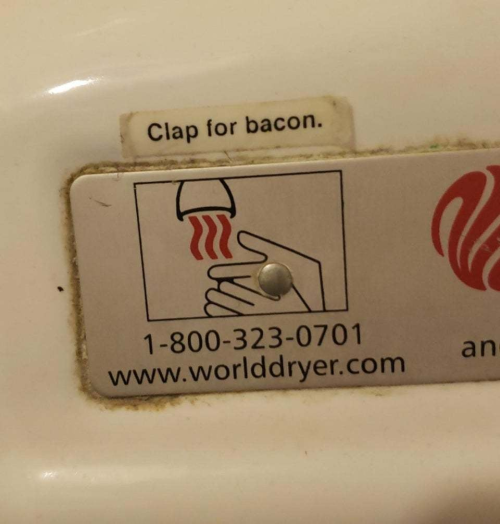 Clap for bacon.
1-800-323-0701
www.worlddryer.com
an